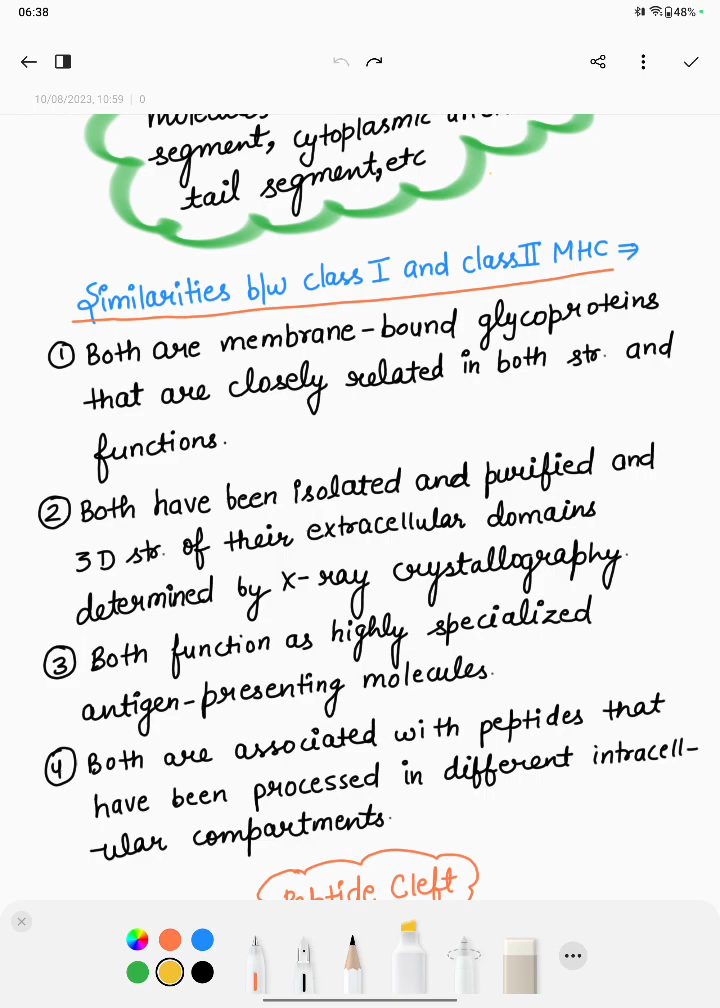 06:38
48%
10/08/2023, 10:59 | 0
segment, cytoplasmic
tail segment, etc
Similarities b/w class I and class II MHC ⇒
① Both are membrane-bound glycoproteins
that are closely related in both str. and
functions.
② Both have been isolated and purified and
3D str. of their extracellular domains
determined by X-ray crystallography.
③ Both function as highly specialized
antigen-presenting molecules.
④ Both are associated with peptides that
have been processed in different intracell-
-ular compartments.
Peptide Cleft